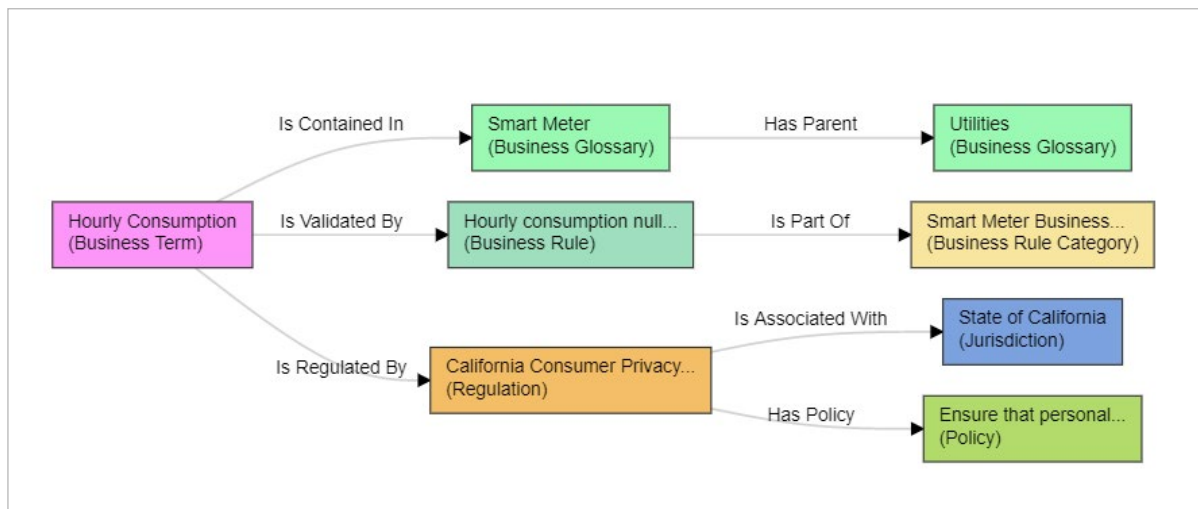 Is Contained In
Smart Meter
(Business Glossary)
Has Parent
Utilities
(Business Glossary)
Hourly Consumption
(Business Term)
Is Validated By
Hourly consumption null...
(Business Rule)
Is Part Of
Smart Meter Business...
(Business Rule Category)
Is Regulated By
California Consumer Privacy...
(Regulation)
Is Associated With
State of California
(Jurisdiction)
Has Policy
Ensure that personal...
(Policy)